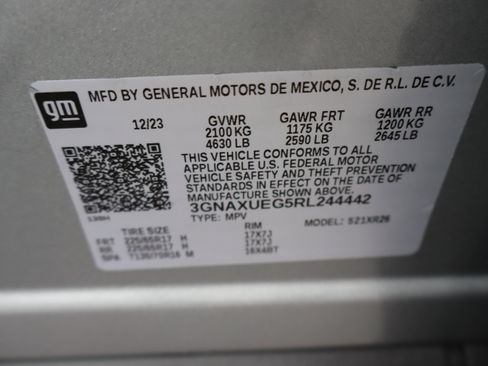 gm
MFD BY GENERAL MOTORS DE MEXICO, S. DE R.L. DE C.V.
12/23 GVWR GAWR FRT GAWR RR
2100 KG 1175 KG 1200 KG
4630 LB 2590 LB 2645 LB
THIS VEHICLE CONFORMS TO ALL
APPLICABLE U.S. FEDERAL MOTOR
VEHICLE SAFETY AND THEFT PREVENTION
STANDARDS IN EFFECT ON THE DATE OF
MANUFACTURE SHOWN ABOVE.
3GNAXUEG5RL244442
TYPE: MPV MODEL: 521XR26
TIRE SIZE RIM
FRT 225/65R17 H 17X7J
RR 225/65R17 H 17X7J
SPA T135/70R16 M 16X4BT